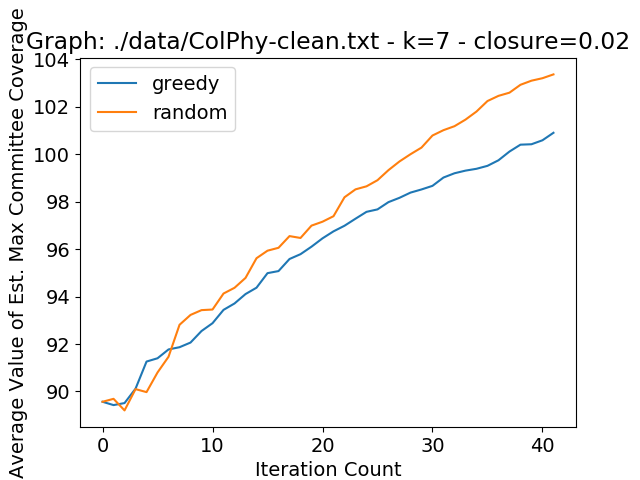 Graph: ./data/ColPhy-clean.txt - k=7 - closure=0.02
greedy
random
Average Value of Est. Max Committee Coverage
104
102
100
98
96
94
92
90
0 10 20 30 40
Iteration Count